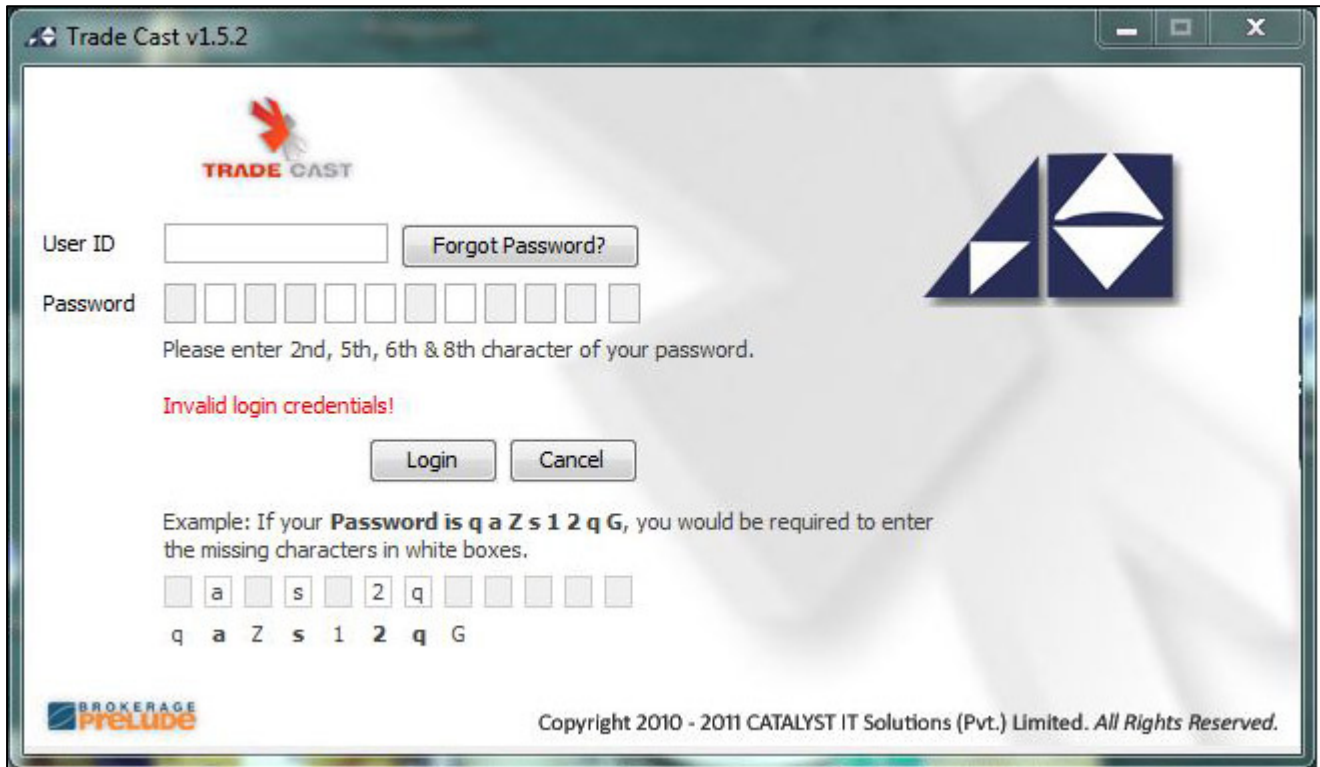 Trade Cast v1.5.2
TRADE CAST
User ID
Forgot Password?
Password
Please enter 2nd, 5th, 6th & 8th character of your password.
Invalid login credentials!
Login Cancel
Example: If your Password is q a Z s 1 2 q G, you would be required to enter
the missing characters in white boxes.
a s 2 q
q a Z s 1 2 q G
BROKERAGE
PRELUDE
Copyright 2010 - 2011 CATALYST IT Solutions (Pvt.) Limited. All Rights Reserved.